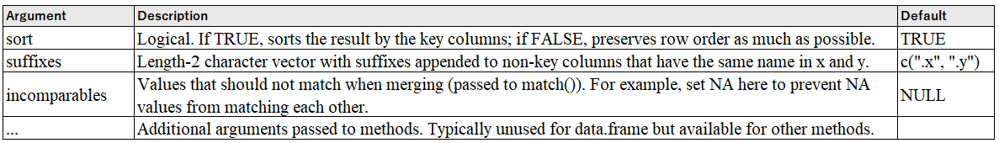 Argument Description Default
sort Logical. If TRUE, sorts the result by the key columns; if FALSE, preserves row order as much as possible. TRUE
suffixes Length-2 character vector with suffixes appended to non-key columns that have the same name in x and y. c(".x", ".y")
incomparables Values that should not match when merging (passed to match()). For example, set NA here to prevent NA
values from matching each other. NULL
... Additional arguments passed to methods. Typically unused for data.frame but available for other methods.